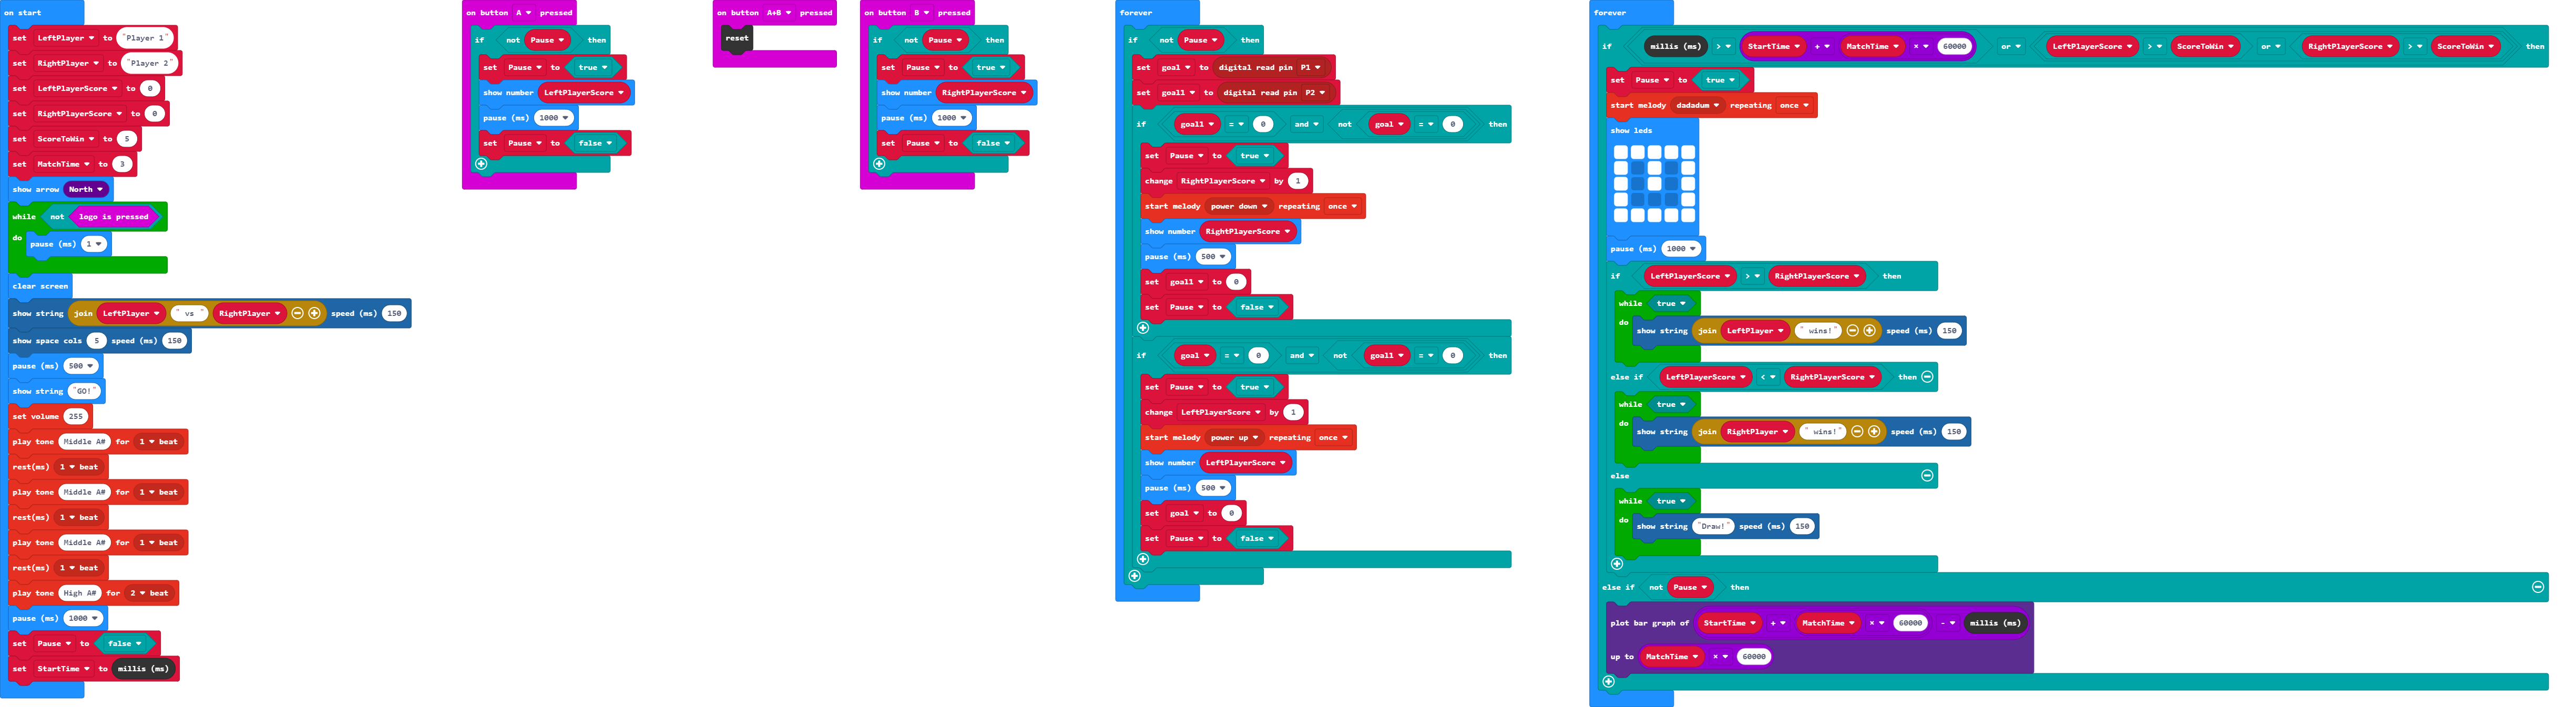 on start
set LeftPlayer to "Player 1"
set RightPlayer to "Player 2"
set LeftPlayerScore to 0
set RightPlayerScore to 0
set ScoreToWin to 5
set MatchTime to 3
show arrow North
while not logo is pressed
do pause (ms) 1
clear screen
show string join LeftPlayer " vs " RightPlayer speed (ms) 150
show space cols 5 speed (ms) 150
pause (ms) 500
show string "GO!"
set volume 255
play tone Middle A# for 1 beat
rest(ms) 1 beat
play tone Middle A# for 1 beat
rest(ms) 1 beat
play tone Middle A# for 1 beat
rest(ms) 1 beat
play tone High A# for 2 beat
pause (ms) 1000
set Pause to false
set StartTime to millis (ms)
on button A pressed
if not Pause then
set Pause to true
show number LeftPlayerScore
pause (ms) 1000
set Pause to false
on button A+B pressed
reset
on button B pressed
if not Pause then
set Pause to true
show number RightPlayerScore
pause (ms) 1000
set Pause to false
forever
if not Pause then
set goal to digital read pin P1
set goal1 to digital read pin P2
if goal1 = 0 and not goal = 0 then
set Pause to true
change RightPlayerScore by 1
start melody power down repeating once
show number RightPlayerScore
pause (ms) 500
set goal1 to 0
set Pause to false
if goal = 0 and not goal1 = 0 then
set Pause to true
change LeftPlayerScore by 1
start melody power up repeating once
show number LeftPlayerScore
pause (ms) 500
set goal to 0
set Pause to false
forever
if millis (ms) > StartTime + MatchTime × 60000 or LeftPlayerScore > ScoreToWin or RightPlayerScore > ScoreToWin then
set Pause to true
start melody dadadum repeating once
show leds
pause (ms) 1000
if LeftPlayerScore > RightPlayerScore then
while true
do show string join LeftPlayer " wins!" speed (ms) 150
else if LeftPlayerScore < RightPlayerScore then
while true
do show string join RightPlayer " wins!" speed (ms) 150
else
while true
do show string "Draw!" speed (ms) 150
else if not Pause then
plot bar graph of StartTime + MatchTime × 60000 - millis (ms)
up to MatchTime × 60000